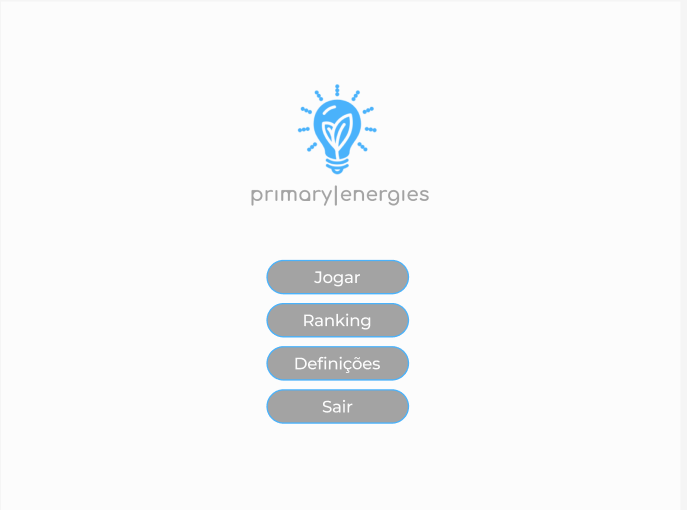 primary|energies
Jogar
Ranking
Definições
Sair